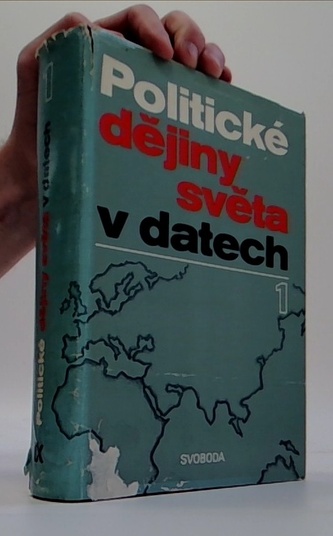 Politické
dějiny
světa
v datech
1
SVOBODA
Politické dějiny světa v datech 1